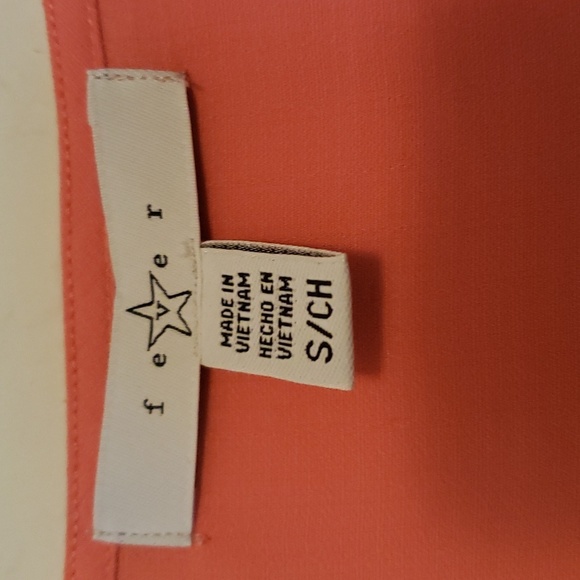 fever
MADE IN
VIETNAM
HECHO EN
VIETNAM
S/CH